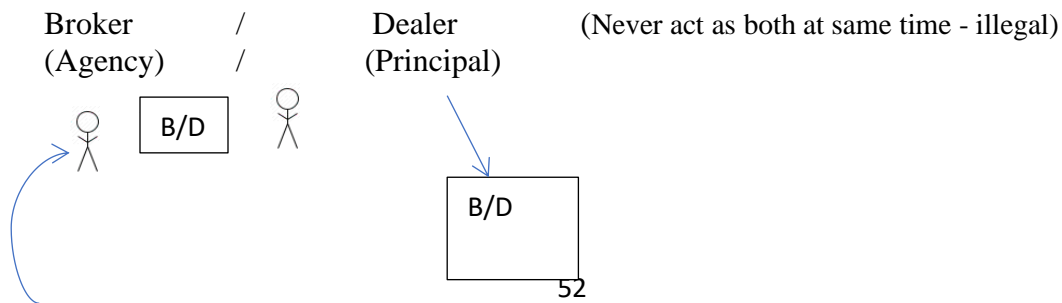 Broker / Dealer (Never act as both at same time - illegal)
(Agency) / (Principal)
B/D
B/D
52